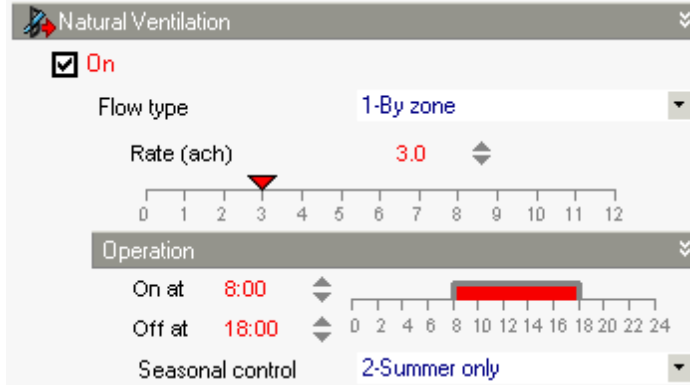 Natural Ventilation
On
Flow type 1-By zone
Rate (ach) 3.0
0 1 2 3 4 5 6 7 8 9 10 11 12
Operation
On at 8:00
Off at 18:00
0 2 4 6 8 10 12 14 16 18 20 22 24
Seasonal control 2-Summer only